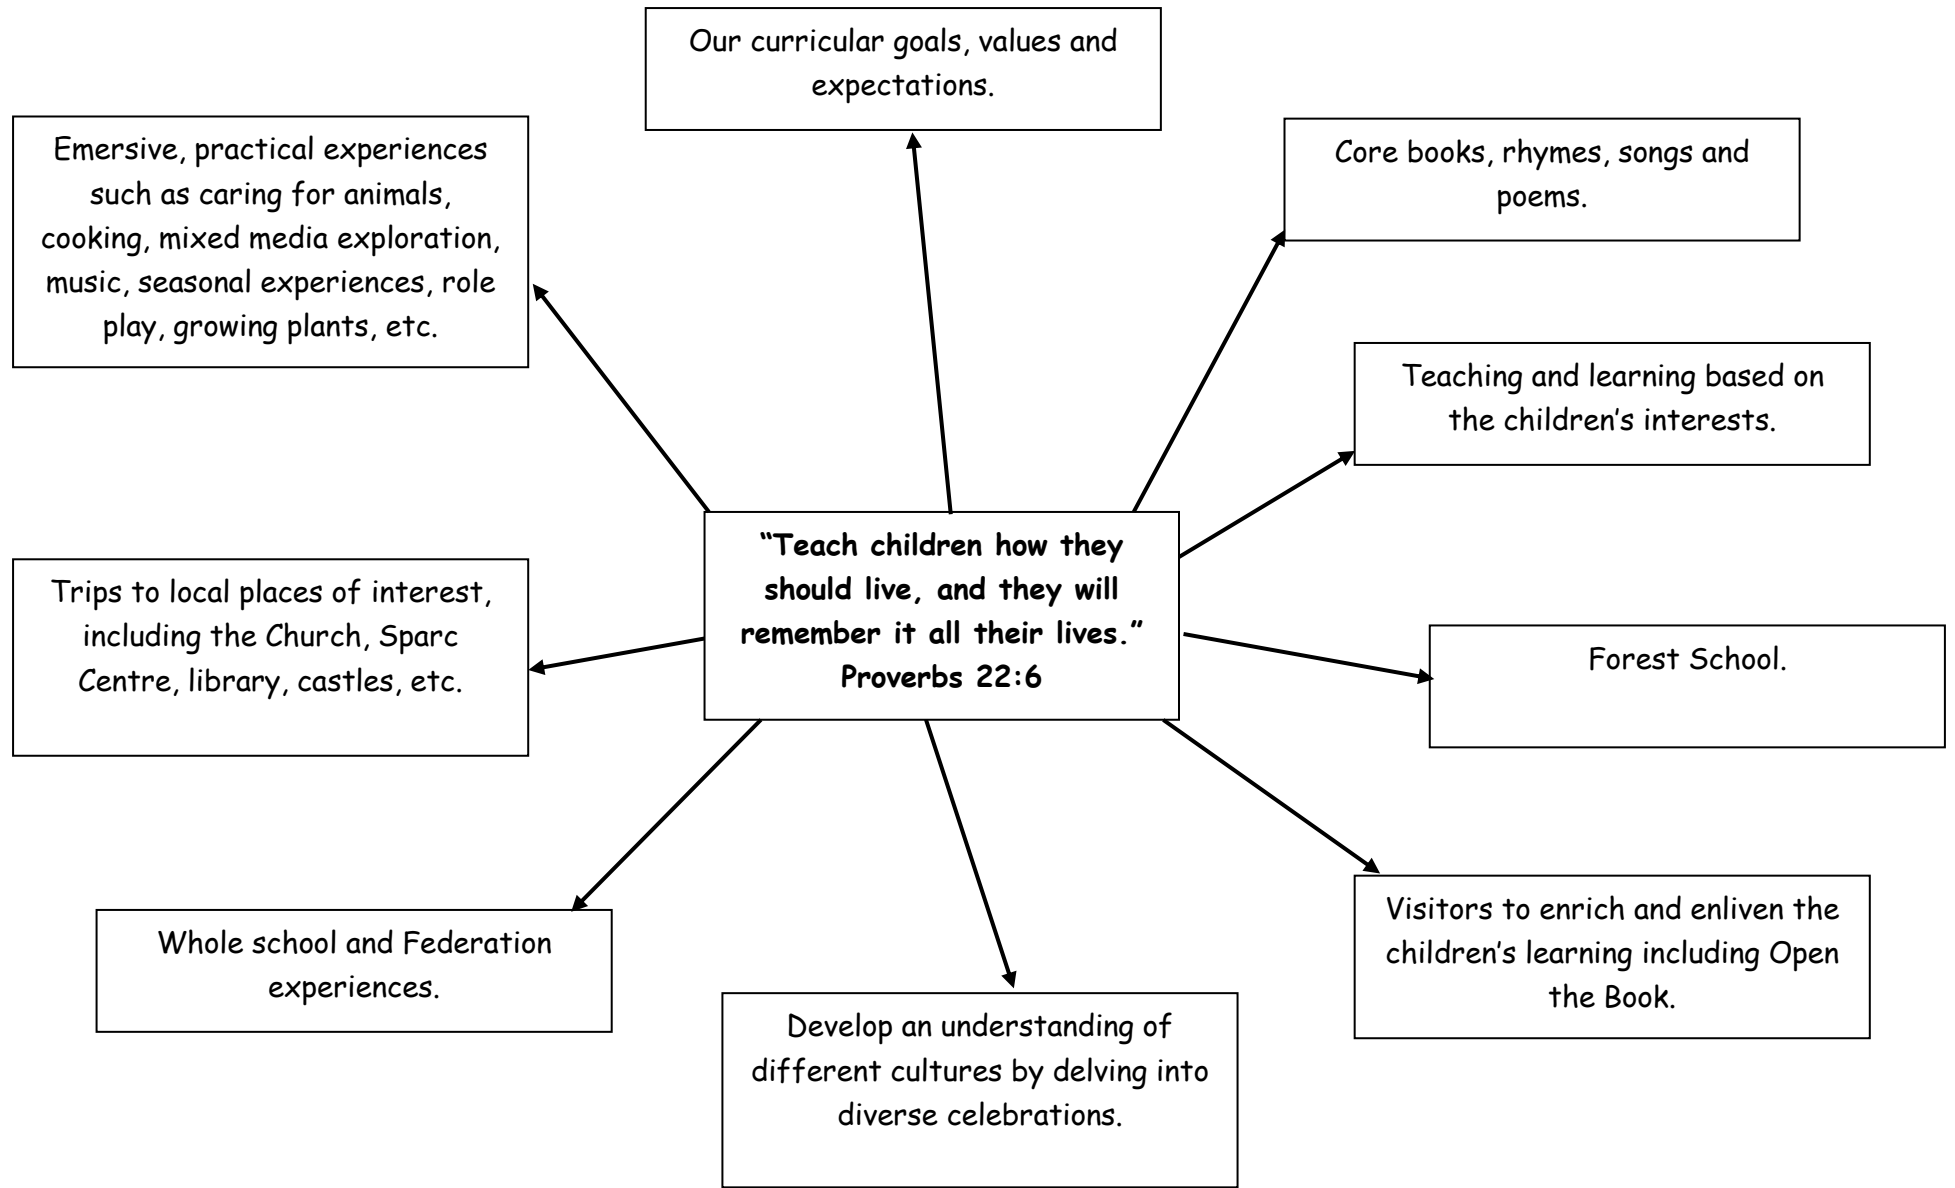 Our curricular goals, values and
expectations.
Emersive, practical experiences
such as caring for animals,
cooking, mixed media exploration,
music, seasonal experiences, role
play, growing plants, etc.
Core books, rhymes, songs and
poems.
Teaching and learning based on
the children’s interests.
“Teach children how they
should live, and they will
remember it all their lives.”
Proverbs 22:6
Trips to local places of interest,
including the Church, Sparc
Centre, library, castles, etc.
Forest School.
Visitors to enrich and enliven the
children’s learning including Open
the Book.
Whole school and Federation
experiences.
Develop an understanding of
different cultures by delving into
diverse celebrations.